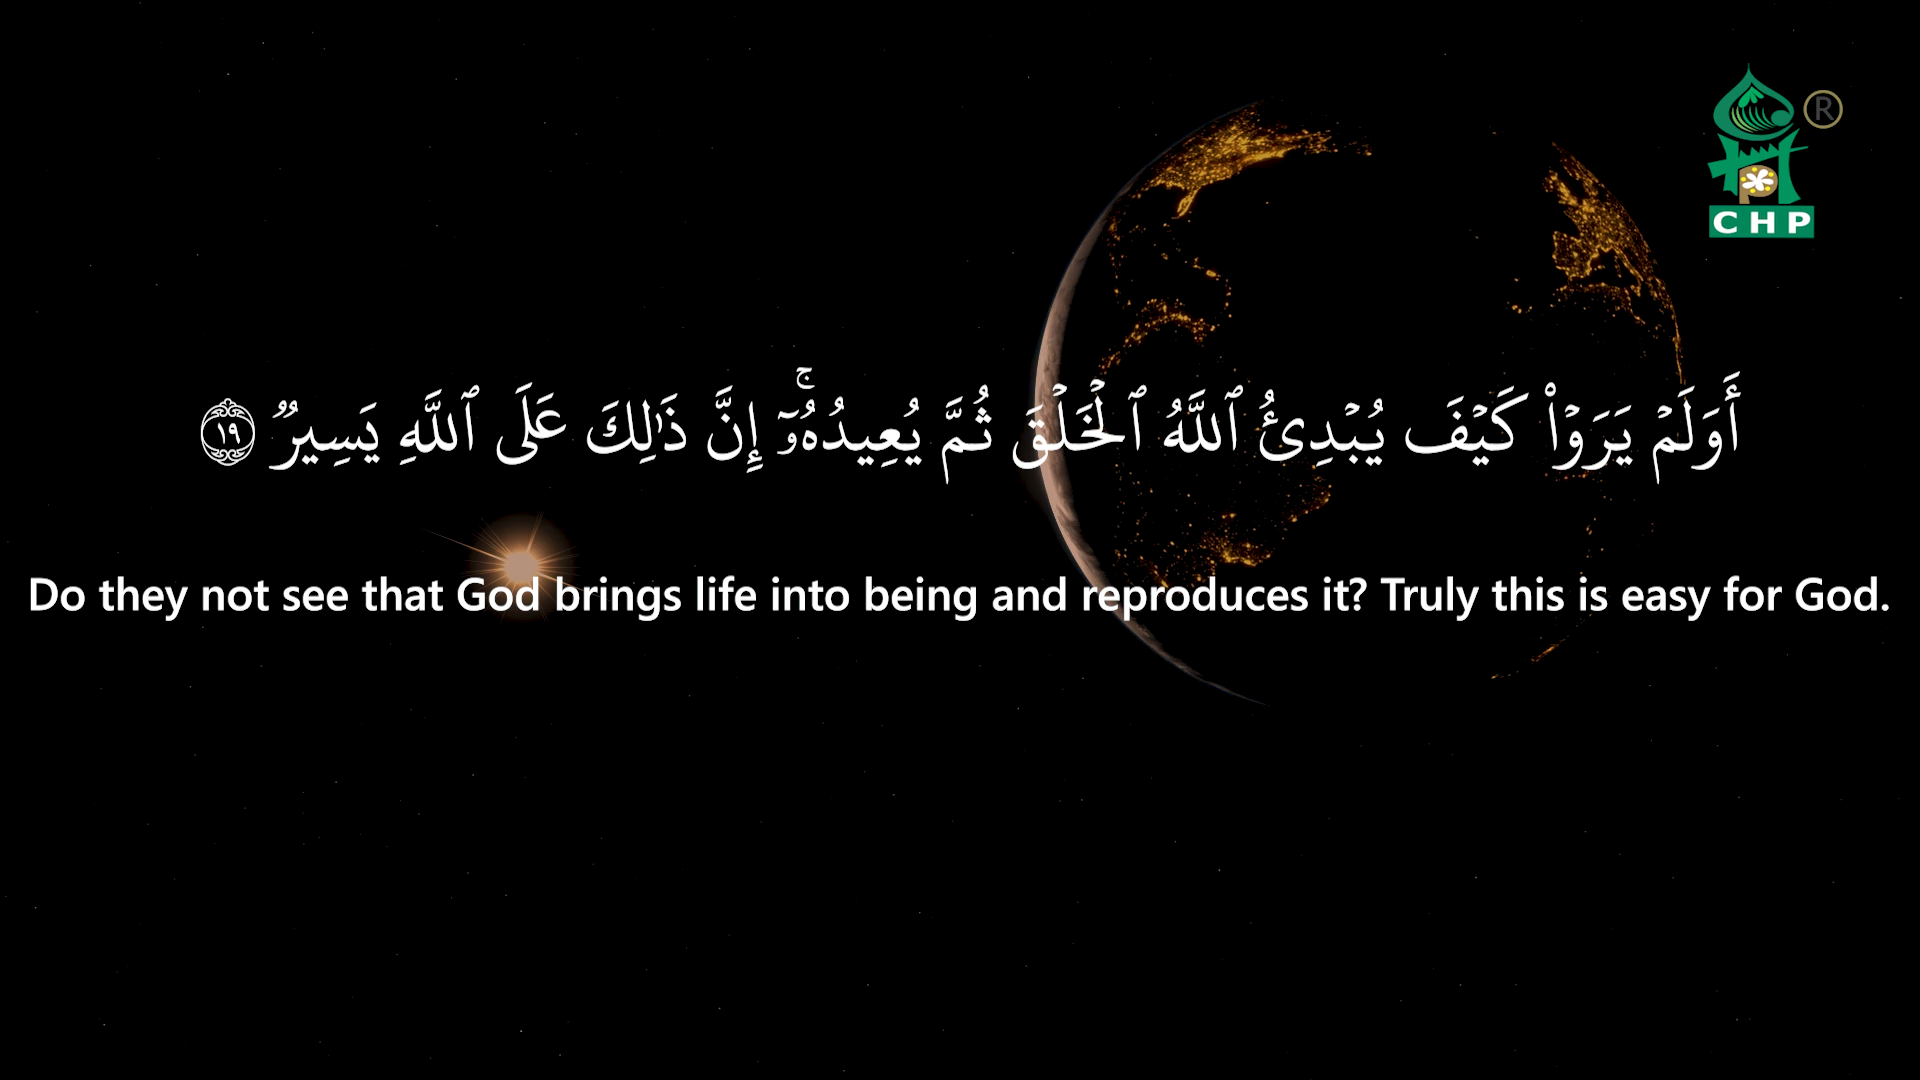 CHP
®
أَوَلَمۡ يَرَوۡاْ كَيۡفَ يُبۡدِئُ ٱللَّهُ ٱلۡخَلۡقَ ثُمَّ يُعِيدُهُۥٓۚ إِنَّ ذَٰلِكَ عَلَى ٱللَّهِ يَسِيرٞ ١٩
Do they not see that God brings life into being and reproduces it? Truly this is easy for God.